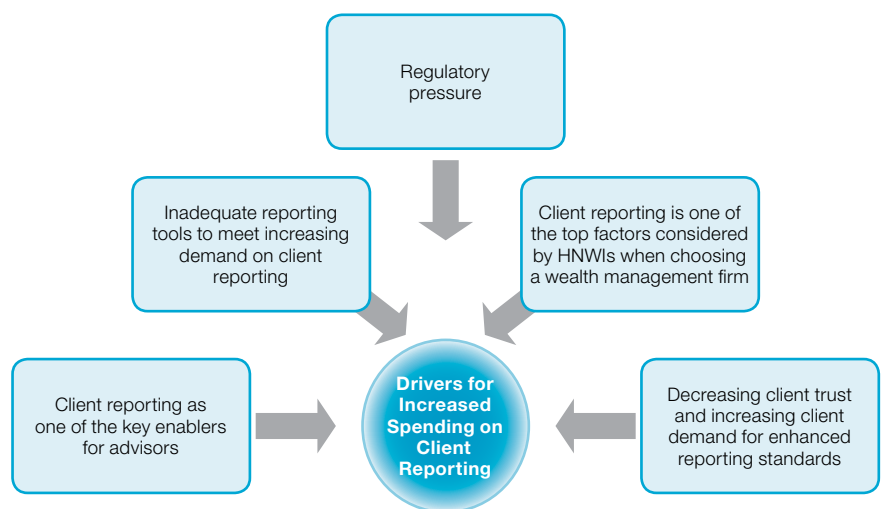 Regulatory
pressure
Inadequate reporting
tools to meet increasing
demand on client
reporting
Client reporting is one of
the top factors considered
by HNWIs when choosing
a wealth management firm
Client reporting as
one of the key enablers
for advisors
Drivers for
Increased
Spending on
Client
Reporting
Decreasing client trust
and increasing client
demand for enhanced
reporting standards